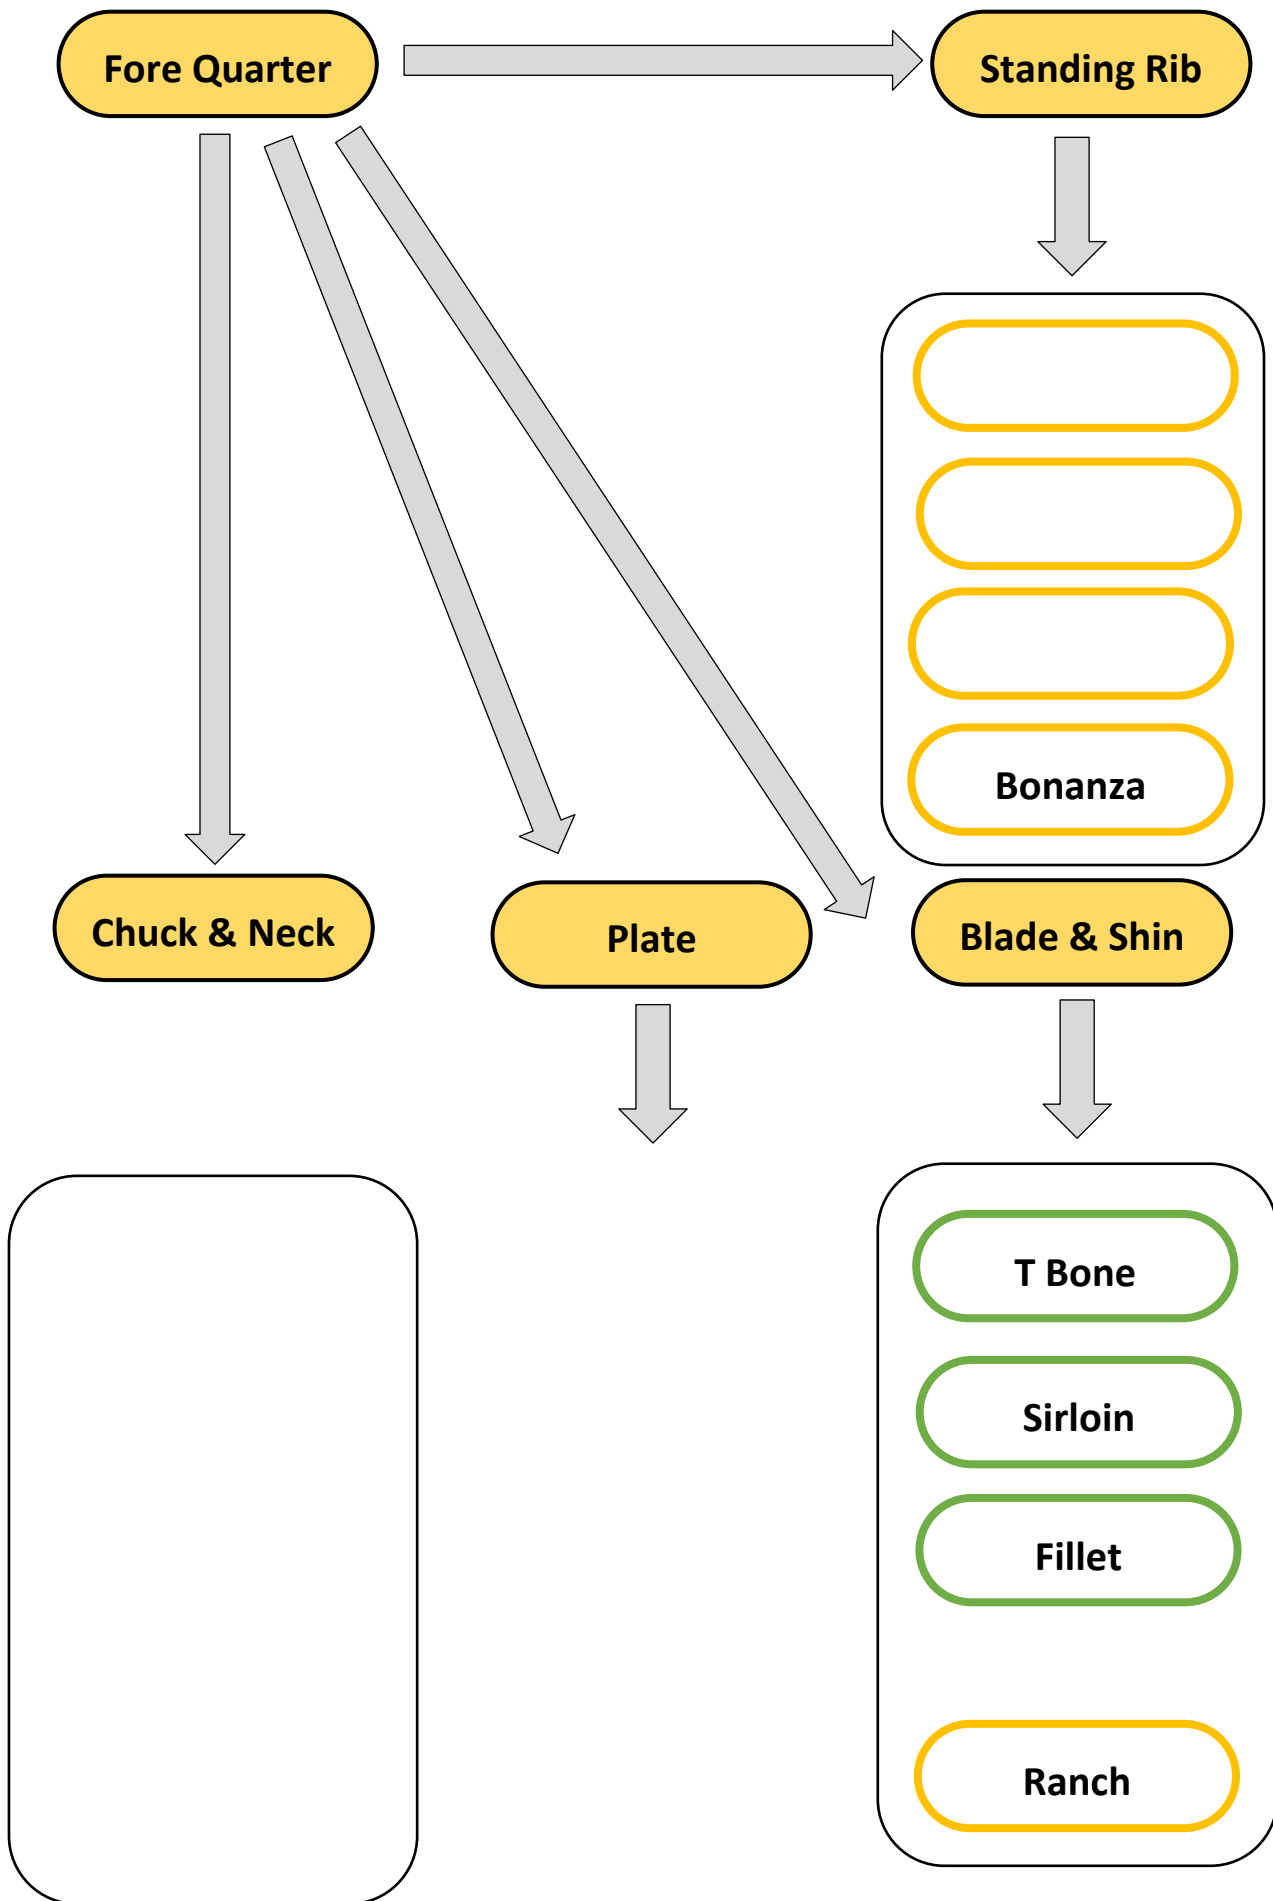 Fore Quarter
Standing Rib
Bonanza
Chuck & Neck
Plate
Blade & Shin
T Bone
Sirloin
Fillet
Ranch